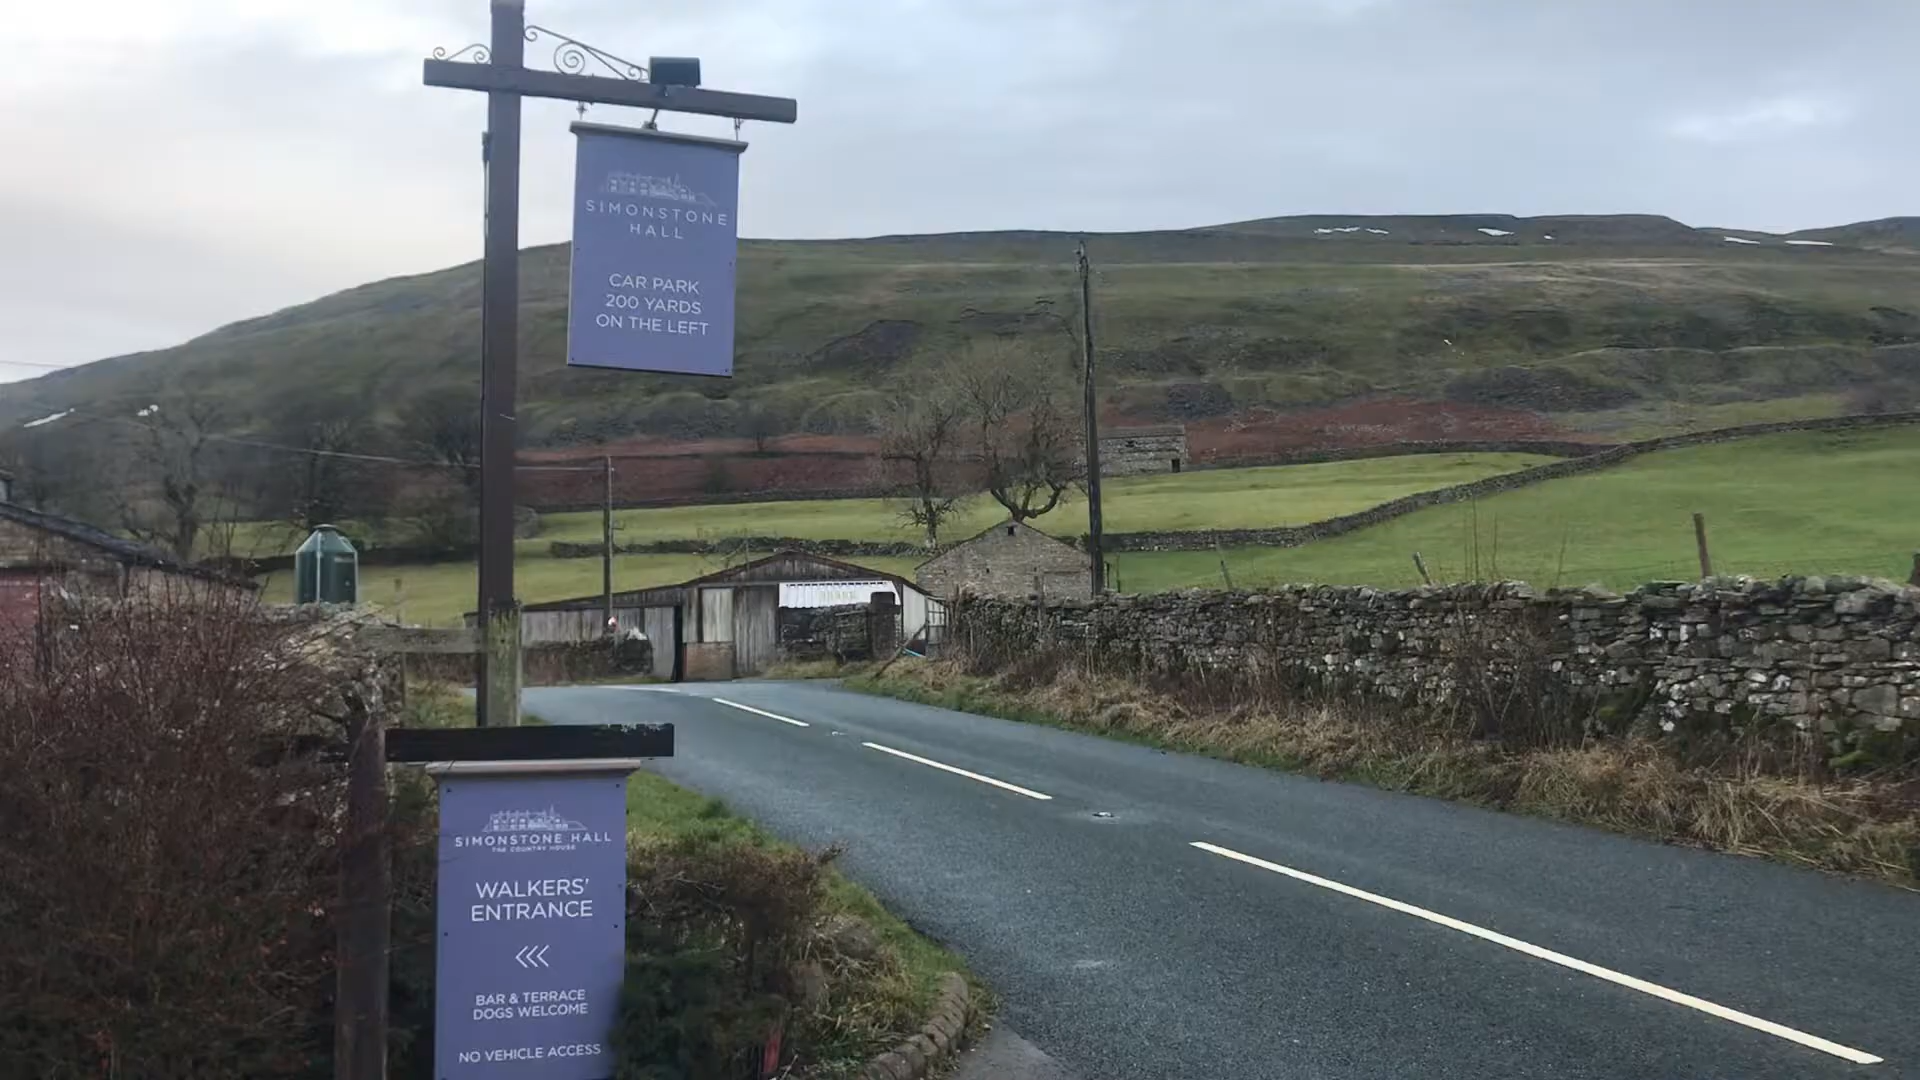 SIMONSTONE
HALL
CAR PARK
200 YARDS
ON THE LEFT
SIMONSTONE HALL
THE COUNTRY HOUSE
WALKERS'
ENTRANCE
BAR & TERRACE
DOGS WELCOME
NO VEHICLE ACCESS